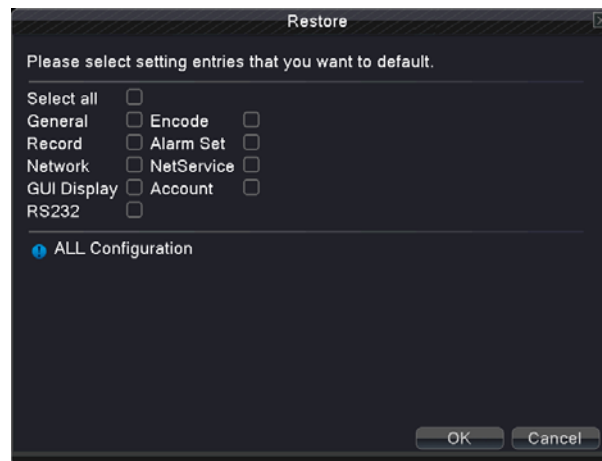 Restore
Please select setting entries that you want to default.
Select all
General Encode
Record Alarm Set
Network NetService
GUI Display Account
RS232
ALL Configuration
OK Cancel